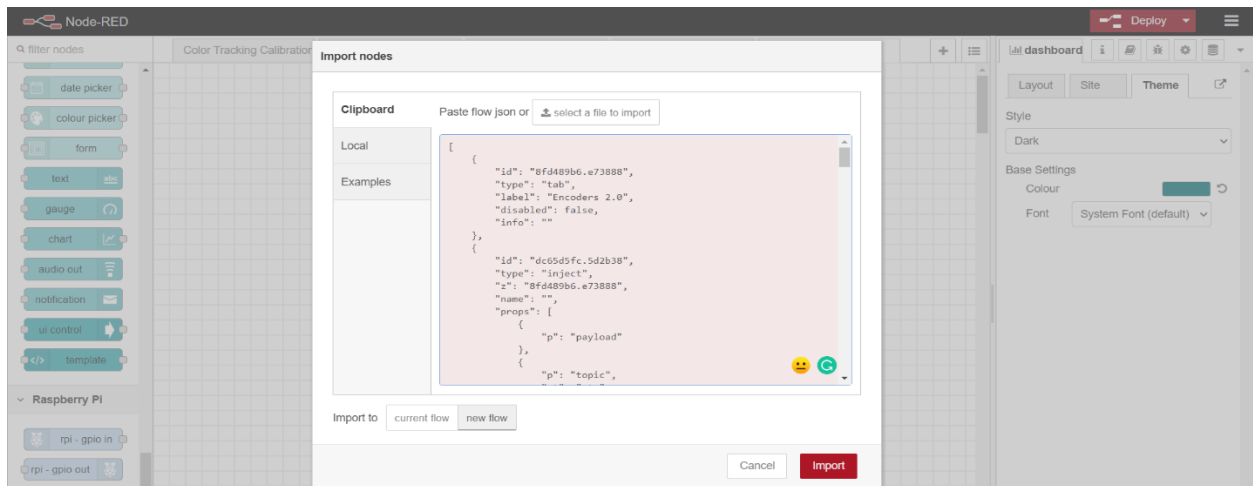 Node-RED
Deploy
filter nodes
date picker
colour picker
form
text
abc
gauge
chart
audio out
notification
ui control
</> template
Raspberry Pi
rpi - gpio in
rpi - gpio out
Color Tracking Calibration
Import nodes
Clipboard
Local
Examples
Paste flow json or select a file to import
[
{
"id": "8fd489b6.e73888",
"type": "tab",
"label": "Encoders 2.0",
"disabled": false,
"info": ""
},
{
"id": "dc65d5fc.5d2b38",
"type": "inject",
"z": "8fd489b6.e73888",
"name": "",
"props": [
{
"p": "payload"
},
{
"p": "topic",
Import to current flow new flow
Cancel Import
dashboard
i
Layout Site Theme
Style
Dark
Base Settings
Colour
Font System Font (default)